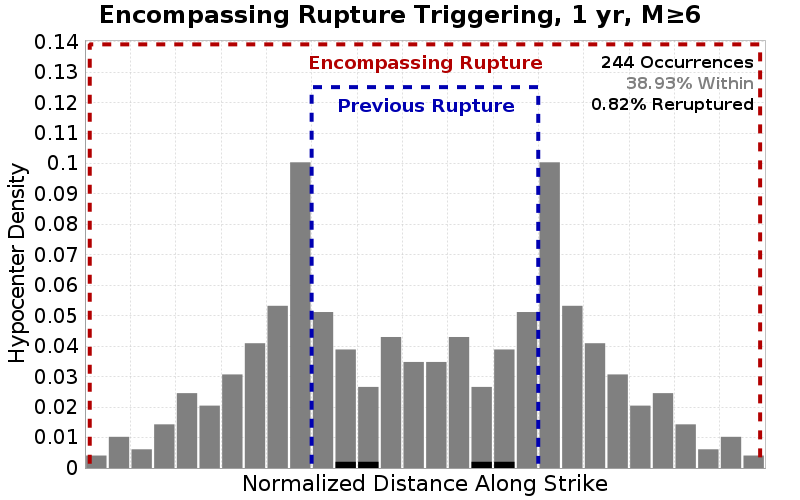 Encompassing Rupture Triggering, 1 yr, M≥6
0.14
0.13
0.12
0.11
0.1
0.09
0.08
0.07
0.06
0.05
0.04
0.03
0.02
0.01
0
Hypocenter Density
Encompassing Rupture
Previous Rupture
244 Occurrences
38.93% Within
0.82% Reruptured
Normalized Distance Along Strike